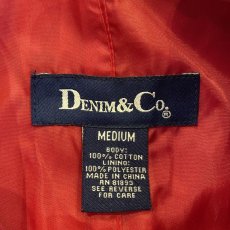 DENIM&CO.®
MEDIUM
BODY:
100% COTTON
LINING:
100% POLYESTER
MADE IN CHINA
RN 81895
SEE REVERSE
FOR CARE